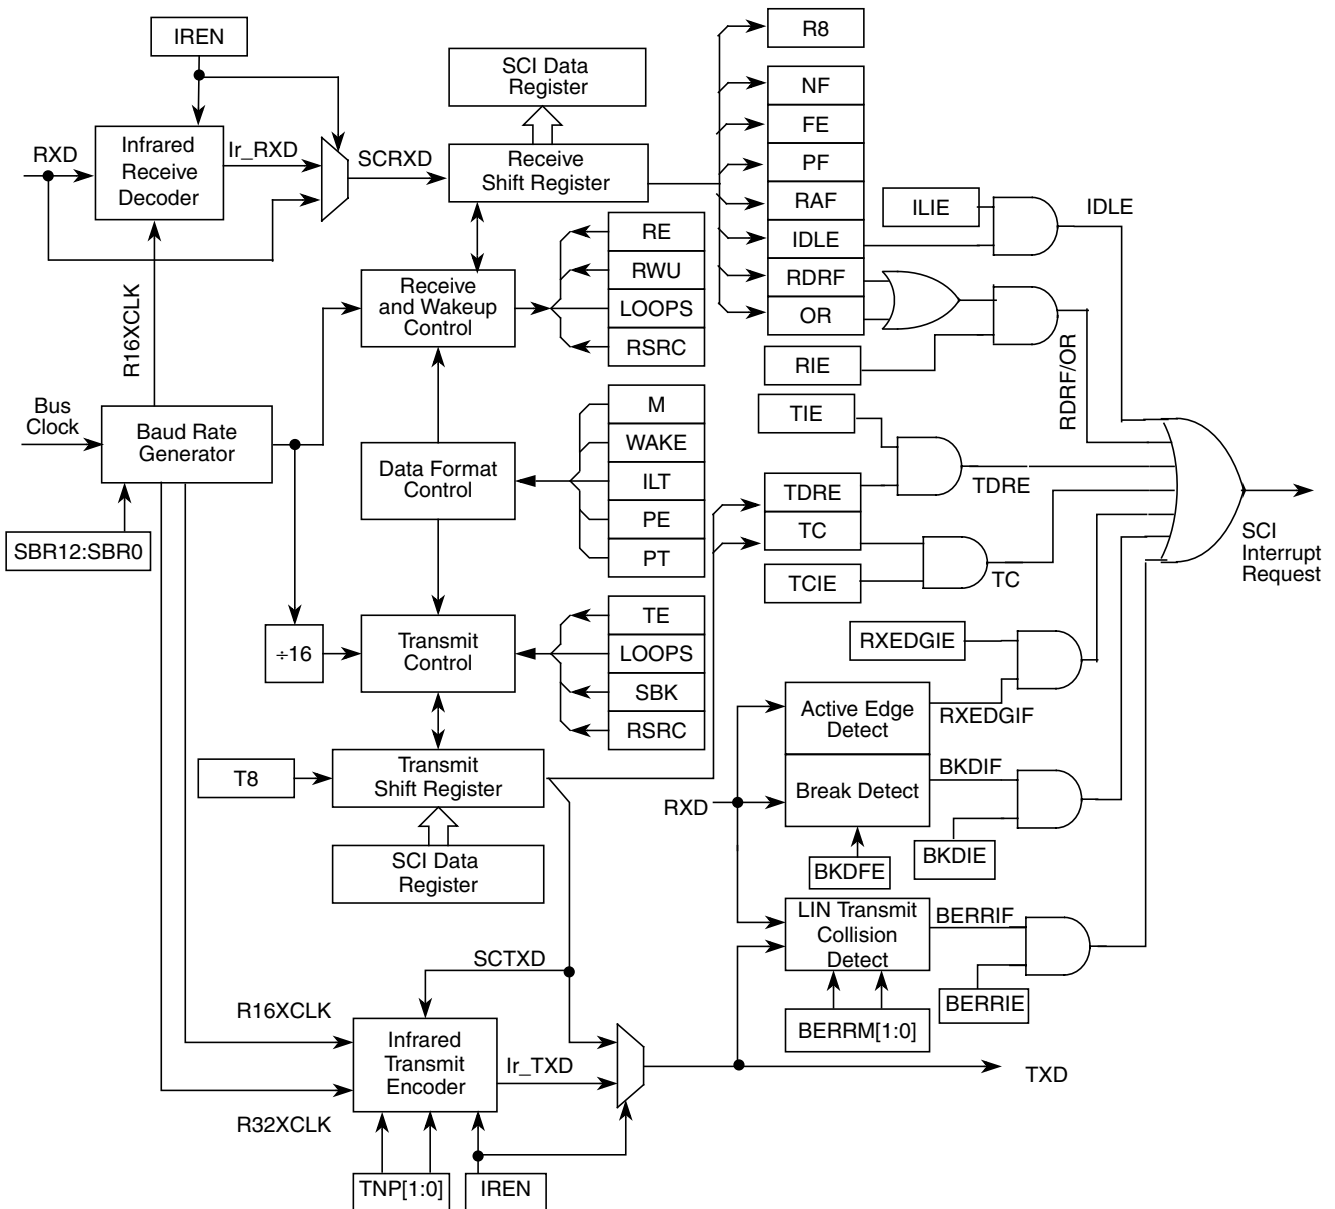 IREN
SCI Data
Register
R8
NF
FE
PF
RAF
IDLE
RDRF
OR
RXD
Infrared
Receive
Decoder
Ir_RXD
SCRXD
Receive
Shift Register
ILIE
IDLE
RE
RWU
LOOPS
RSRC
Receive
and Wakeup
Control
R16XCLK
RIE
RDRF/OR
Bus
Clock
Baud Rate
Generator
M
WAKE
ILT
PE
PT
Data Format
Control
TIE
TDRE
TC
TDRE
TCIE
TC
SBR12:SBR0
SCI
Interrupt
Request
÷16
Transmit
Control
TE
LOOPS
SBK
RSRC
RXEDGIE
Active Edge
Detect
RXEDGIF
T8
Transmit
Shift Register
RXD
Break Detect
BKDIF
BKDIE
BKDFE
SCI Data
Register
LIN Transmit
Collision
Detect
BERRIF
BERRIE
BERRM[1:0]
SCTXD
R16XCLK
Infrared
Transmit
Encoder
Ir_TXD
TXD
R32XCLK
TNP[1:0]
IREN